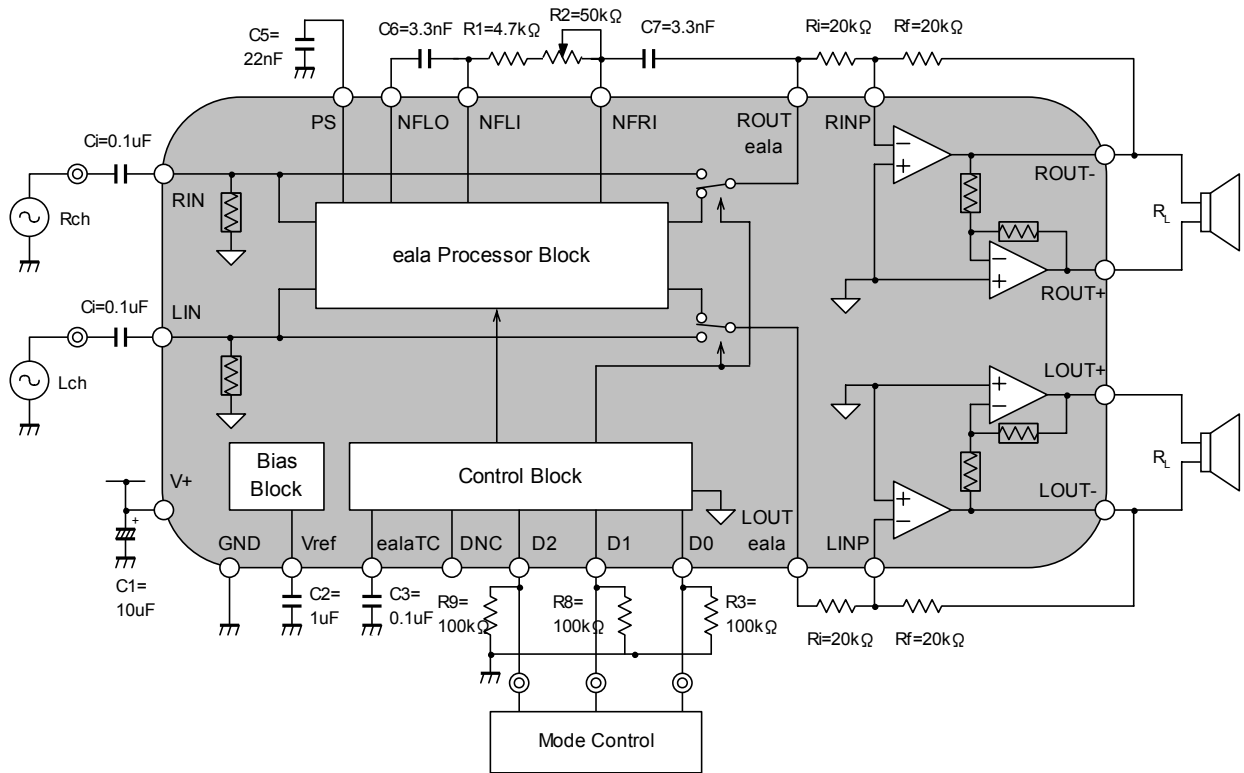 C5=
22nF
C6=3.3nF
R1=4.7kΩ
R2=50kΩ
C7=3.3nF
Ri=20kΩ
Rf=20kΩ
PS
NFLO
NFLI
NFRI
ROUT
eala
RINP
Ci=0.1uF
RIN
Rch
ROUT-
RL
eala Processor Block
ROUT+
Ci=0.1uF
LIN
Lch
LOUT+
RL
V+
Bias
Block
Control Block
LOUT-
GND
Vref
ealaTC
DNC
D2
D1
D0
LOUT
eala
LINP
C1=
10uF
+
C2=
1uF
C3=
0.1uF
R9=
100kΩ
R8=
100kΩ
R3=
100kΩ
Ri=20kΩ
Rf=20kΩ
Mode Control